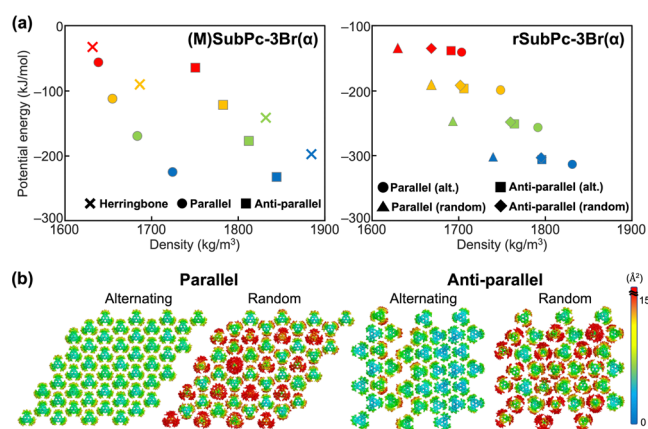 (a)
(M)SubPc-3Br(α)
Potential energy (kJ/mol)
0
−100
−200
−300
Herringbone
Parallel
Anti-parallel
1600
1700
1800
1900
Density (kg/m³)
rSubPc-3Br(α)
−100
−200
−300
Parallel (alt.)
Anti-parallel (alt.)
Parallel (random)
Anti-parallel (random)
1600
1700
1800
1900
Density (kg/m³)
(b)
Parallel
Anti-parallel
Alternating
Random
Alternating
Random
(Å²)
15
0